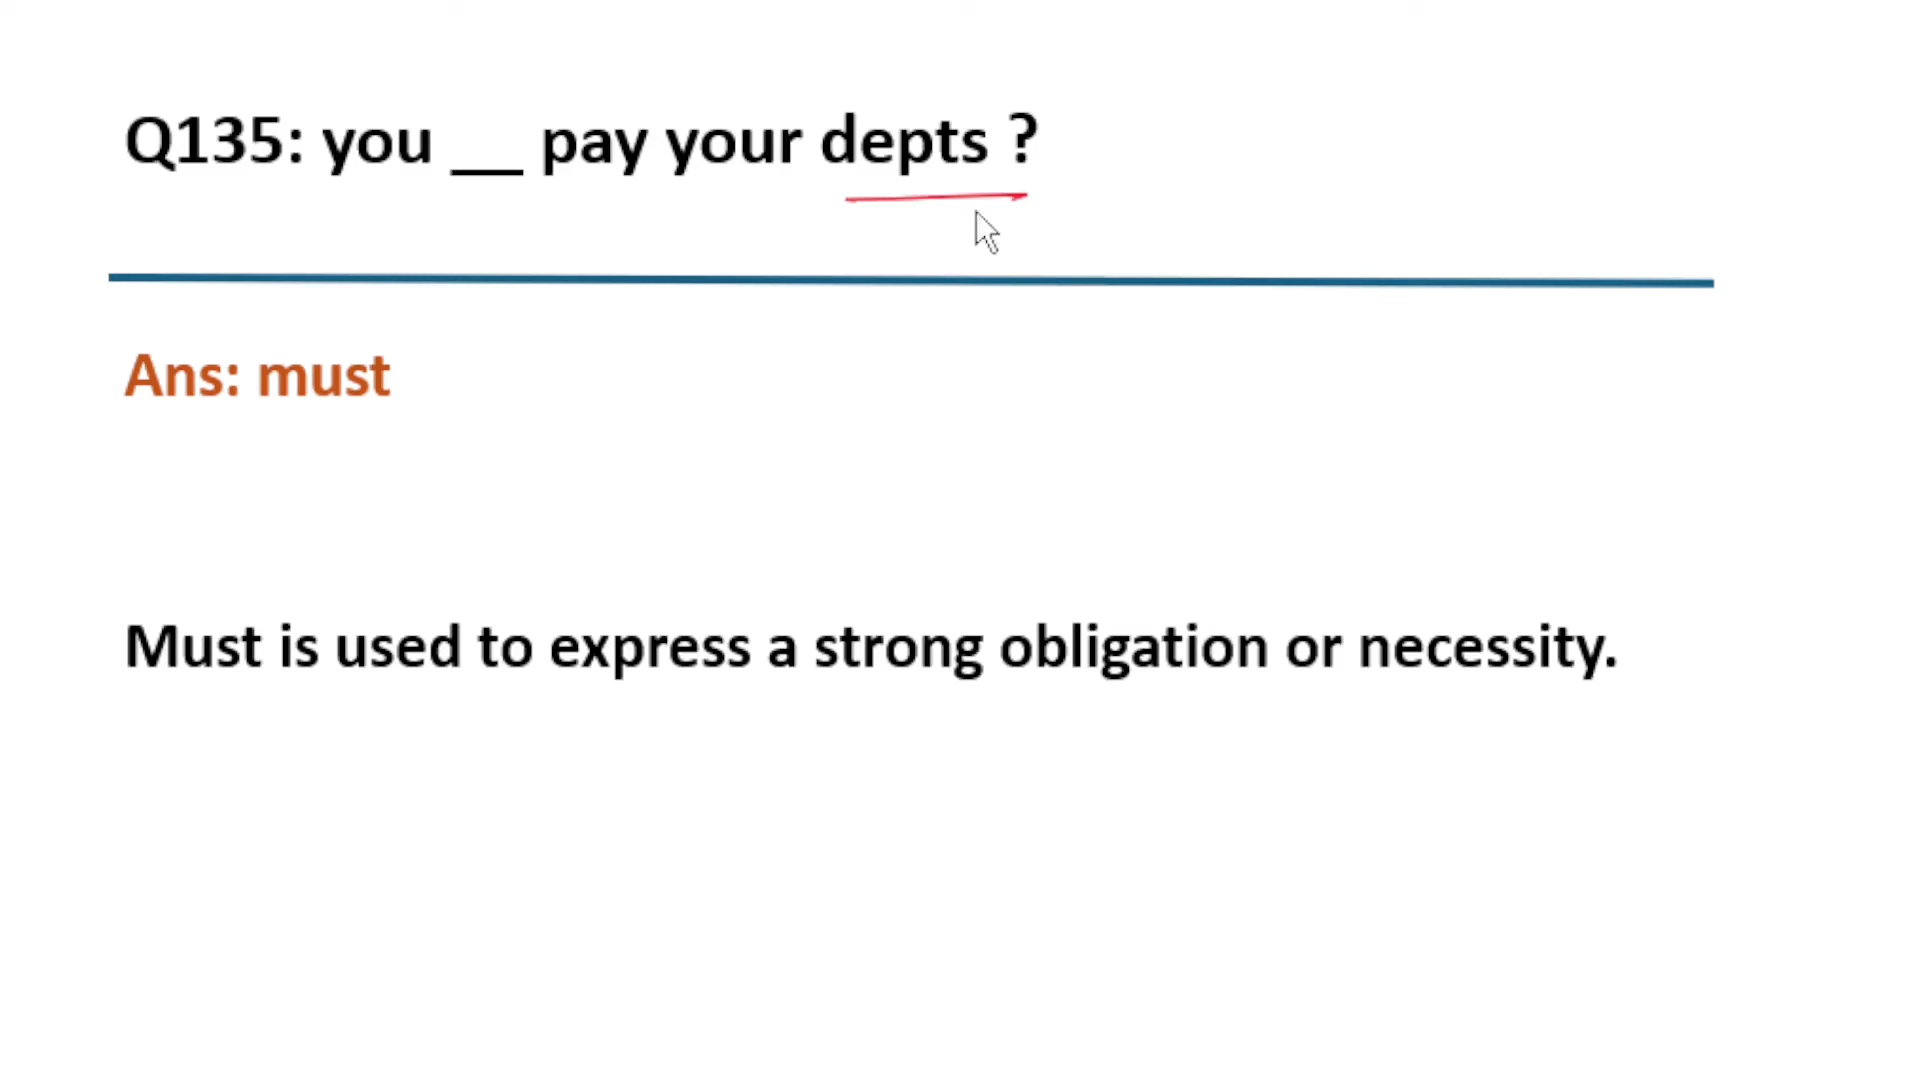 Q135: you __ pay your depts ?
Ans: must
Must is used to express a strong obligation or necessity.